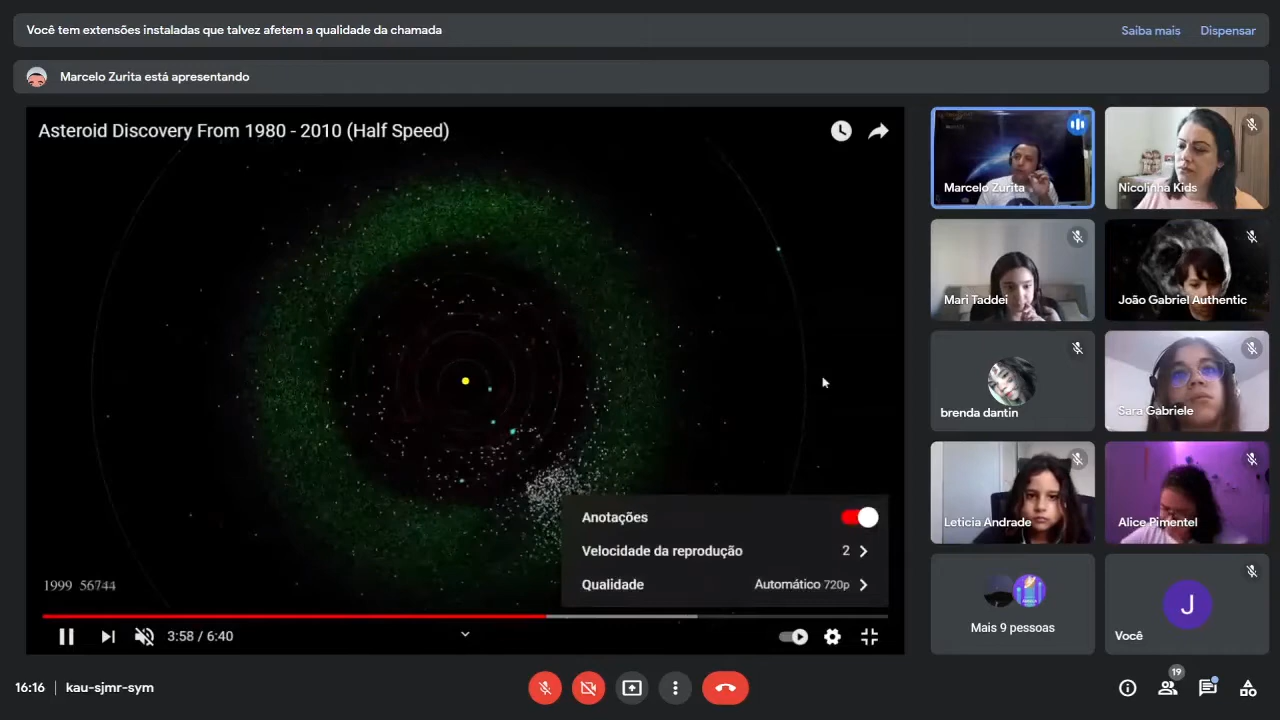 Você tem extensões instaladas que talvez afetem a qualidade da chamada
Saiba mais
Dispensar
Marcelo Zurita está apresentando
Asteroid Discovery From 1980 - 2010 (Half Speed)
Marcelo Zurita
Nicolinha Kids
Mari Taddei
João Gabriel Authentic
brenda dantin
Sara Gabriele
Leticia Andrade
Alice Pimentel
Anotações
Velocidade da reprodução
2
Qualidade
Automático 720p
1999 56744
3:58 / 6:40
Mais 9 pessoas
J
Você
16:16 | kau-sjmr-sym
19